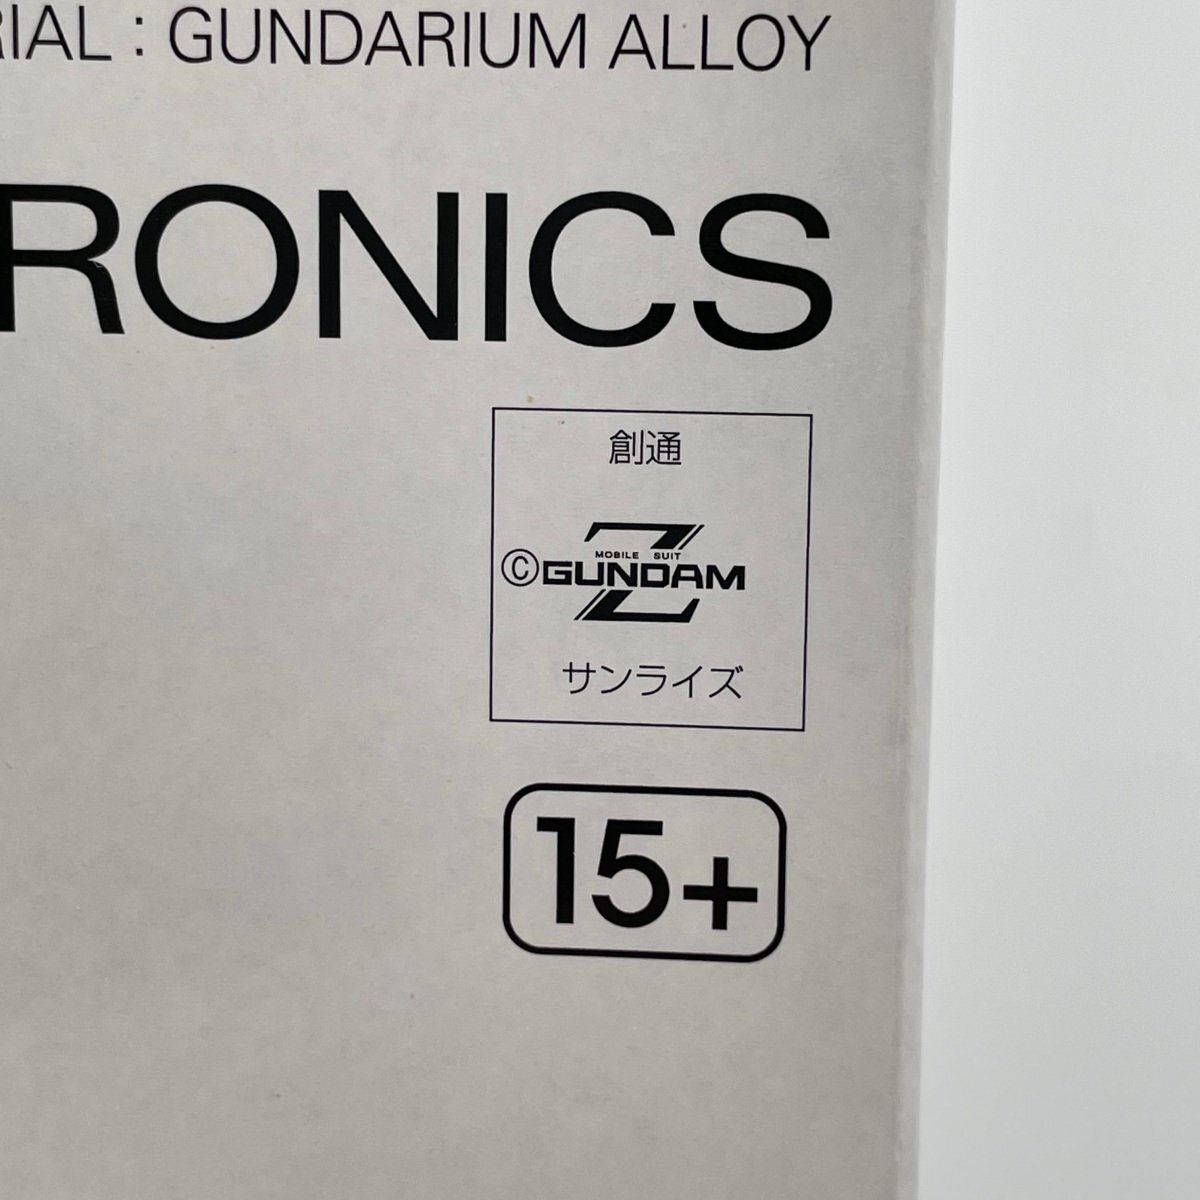 RIAL : GUNDARIUM ALLOY
RONICS
創通
MOBILE SUIT
©GUNDAM
Z
サンライズ
15+